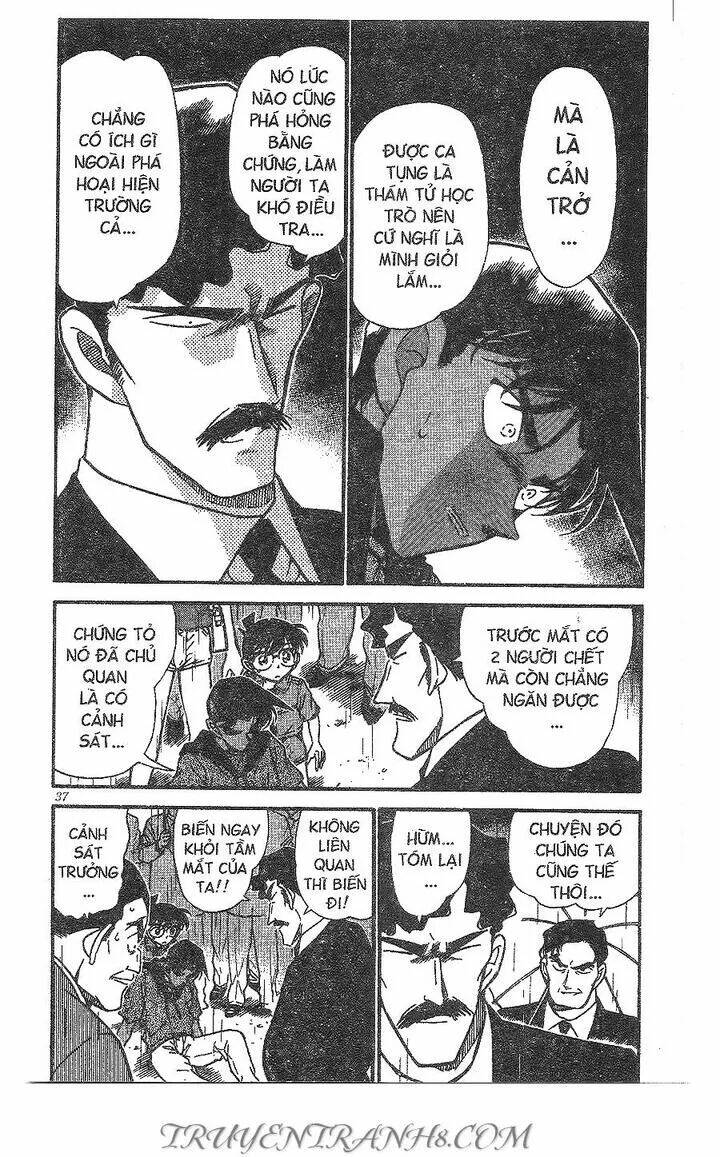 MÀ
LÀ
CẢN
TRỞ
...
ĐƯỢC CA
TỤNG LÀ
THÁM TỬ HỌC
TRÒ NÊN
CỨ NGHĨ LÀ
MÌNH GIỎI
LẮM...
NÓ LÚC
NÀO CŨNG
PHÁ HỎNG
BẰNG
CHỨNG, LÀM
NGƯỜI TA
KHÓ ĐIỀU
TRA...
CHẲNG
CÓ ÍCH GÌ
NGOÀI PHÁ
HOẠI HIỆN
TRƯỜNG
CẢ...
TRƯỚC MẮT CÓ
2 NGƯỜI CHẾT
MÀ CÒN CHẲNG
NGĂN ĐƯỢC
...
CHỨNG TỎ
NÓ ĐÃ CHỦ
QUAN
LÀ CÓ
CẢNH
SÁT...
37
CHUYỆN ĐÓ
CHÚNG TA
CŨNG THẾ
THÔI...
HỪM...
TÓM LẠI
...
KHÔNG
LIÊN
QUAN
THÌ BIẾN
ĐI!
BIẾN NGAY
KHỎI TẦM
MẮT CỦA
TA!!
CẢNH
SÁT
TRƯỞNG
...
TRUYENTRANH8.COM